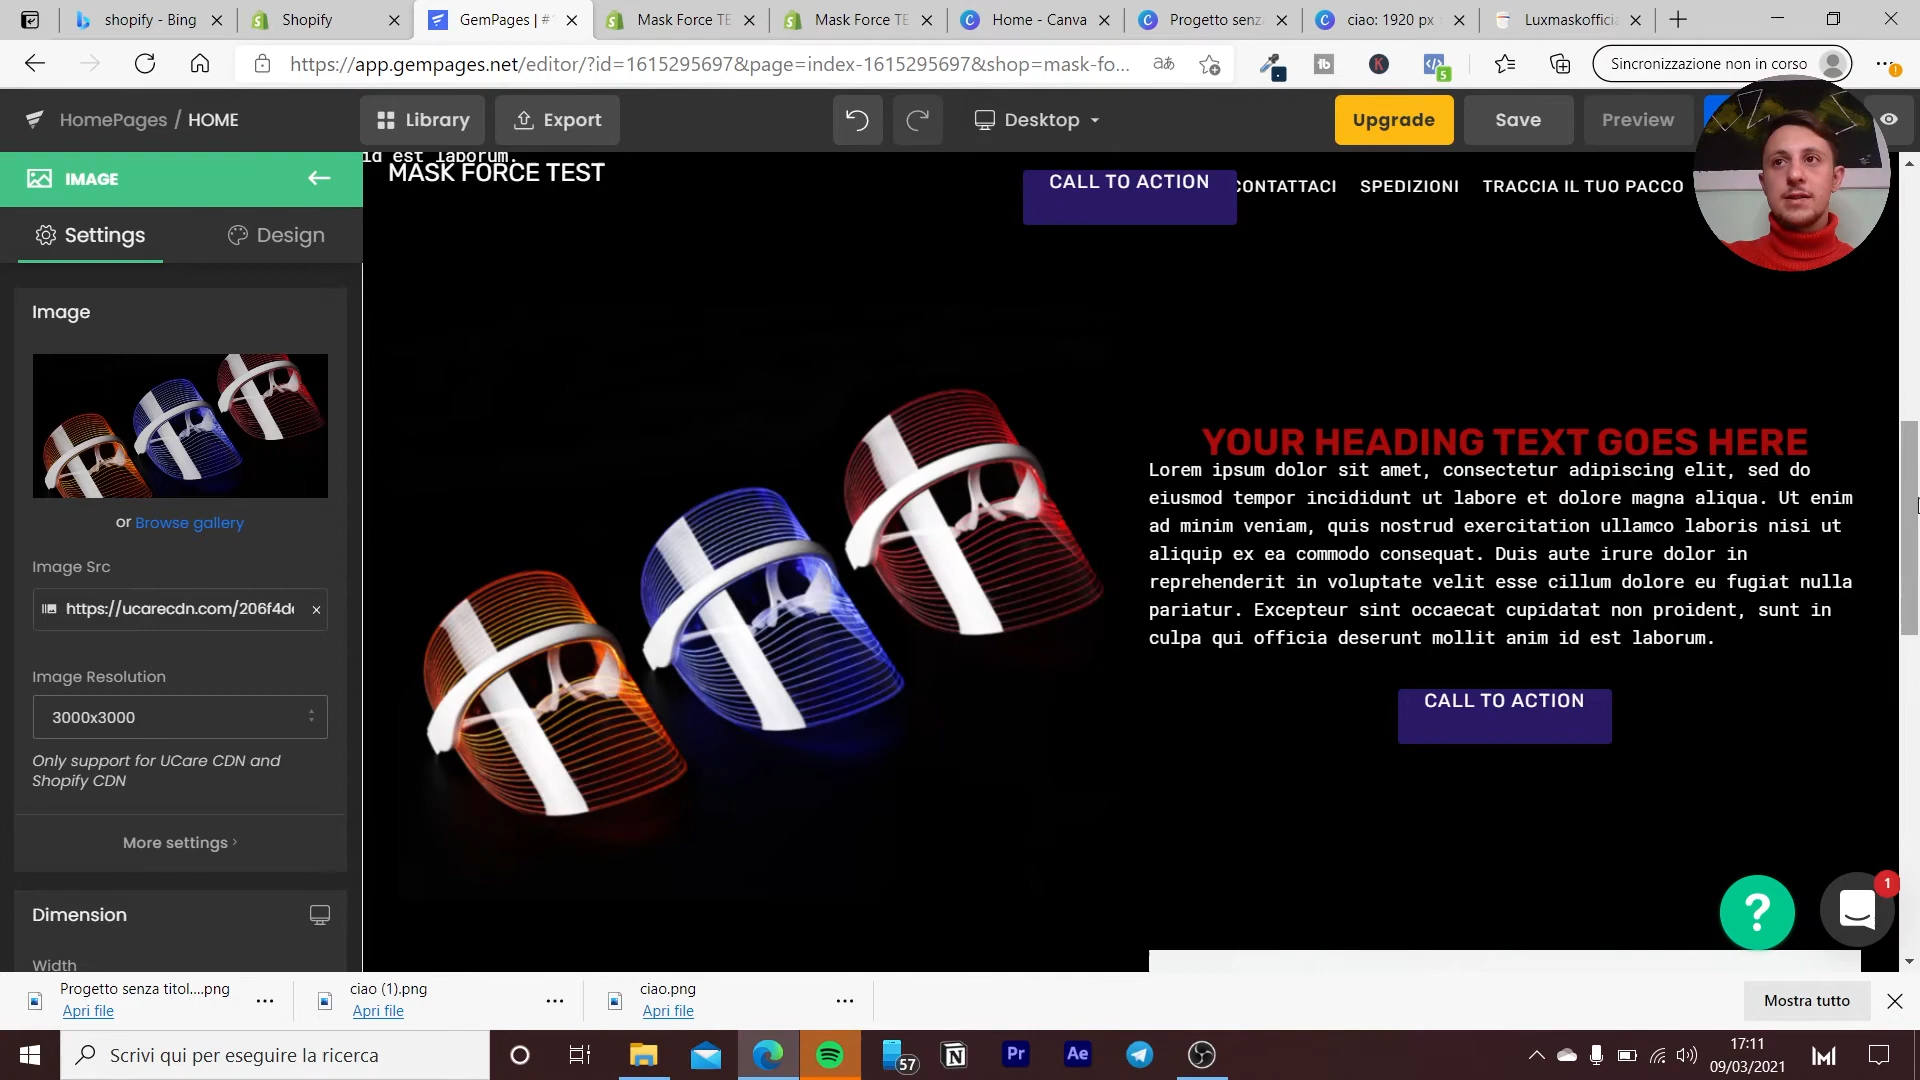 shopify - Bing
Shopify
GemPages | #
Mask Force TE
Mask Force TE
Home - Canva
Progetto senz
ciao: 1920 px
Luxmaskoffici
https://app.gempages.net/editor/?id=1615295697&page=index-1615295697&shop=mask-fo...
aあ
5
Sincronizzazione non in corso
HomePages / HOME
Library
Export
Desktop
Upgrade
Save
Preview
IMAGE
Settings
Design
Image
or Browse gallery
Image Src
https://ucarecdn.com/206f4d
Image Resolution
3000x3000
Only support for UCare CDN and
Shopify CDN
More settings ›
Dimension
Width
id est laborum.
MASK FORCE TEST
CALL TO ACTION
CONTATTACI
SPEDIZIONI
TRACCIA IL TUO PACCO
YOUR HEADING TEXT GOES HERE
Lorem ipsum dolor sit amet, consectetur adipiscing elit, sed do
eiusmod tempor incididunt ut labore et dolore magna aliqua. Ut enim
ad minim veniam, quis nostrud exercitation ullamco laboris nisi ut
aliquip ex ea commodo consequat. Duis aute irure dolor in
reprehenderit in voluptate velit esse cillum dolore eu fugiat nulla
pariatur. Excepteur sint occaecat cupidatat non proident, sunt in
culpa qui officia deserunt mollit anim id est laborum.
CALL TO ACTION
?
1
Progetto senza titol....png
Apri file
ciao (1).png
Apri file
ciao.png
Apri file
Mostra tutto
Scrivi qui per eseguire la ricerca
57
N
Pr
Ae
17:11
09/03/2021